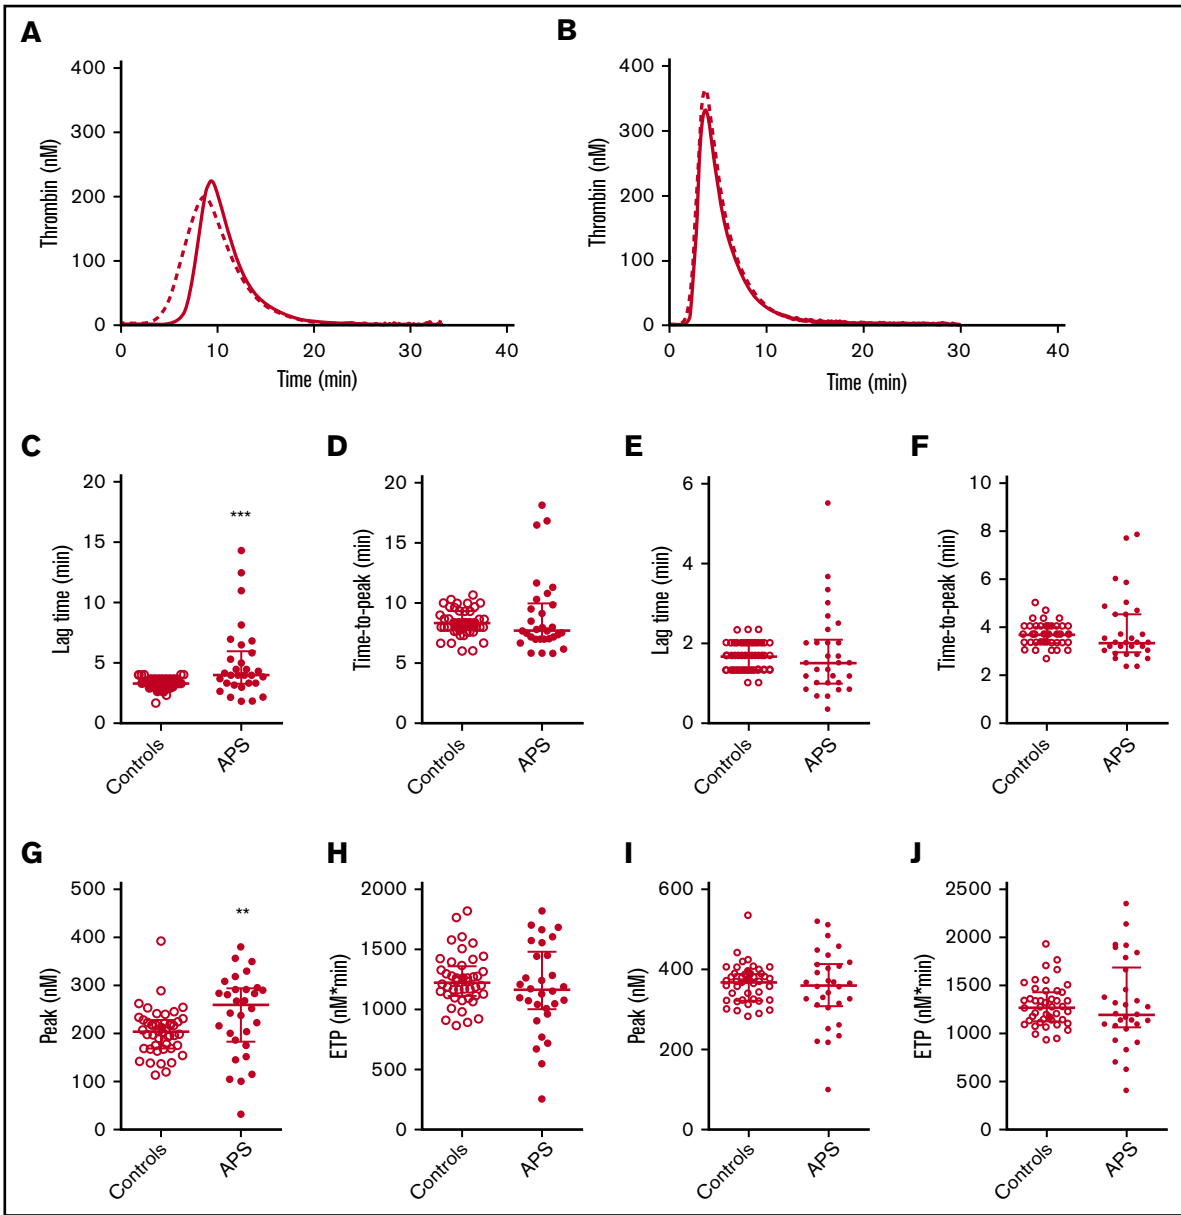 A
B
400
300
200
100
0
Thrombin (nM)
0 10 20 30 40
Time (min)
400
300
200
100
0
Thrombin (nM)
0 10 20 30 40
Time (min)
C
D
E
F
20
15
10
5
0
Lag time (min)
***
Controls APS
20
15
10
5
0
Time-to-peak (min)
Controls APS
6
4
2
0
Lag time (min)
Controls APS
10
8
6
4
2
0
Time-to-peak (min)
Controls APS
G
H
I
J
500
400
300
200
100
0
Peak (nM)
**
Controls APS
2000
1500
1000
500
0
ETP (nM*min)
Controls APS
600
400
200
0
Peak (nM)
Controls APS
2500
2000
1500
1000
500
0
ETP (nM*min)
Controls APS